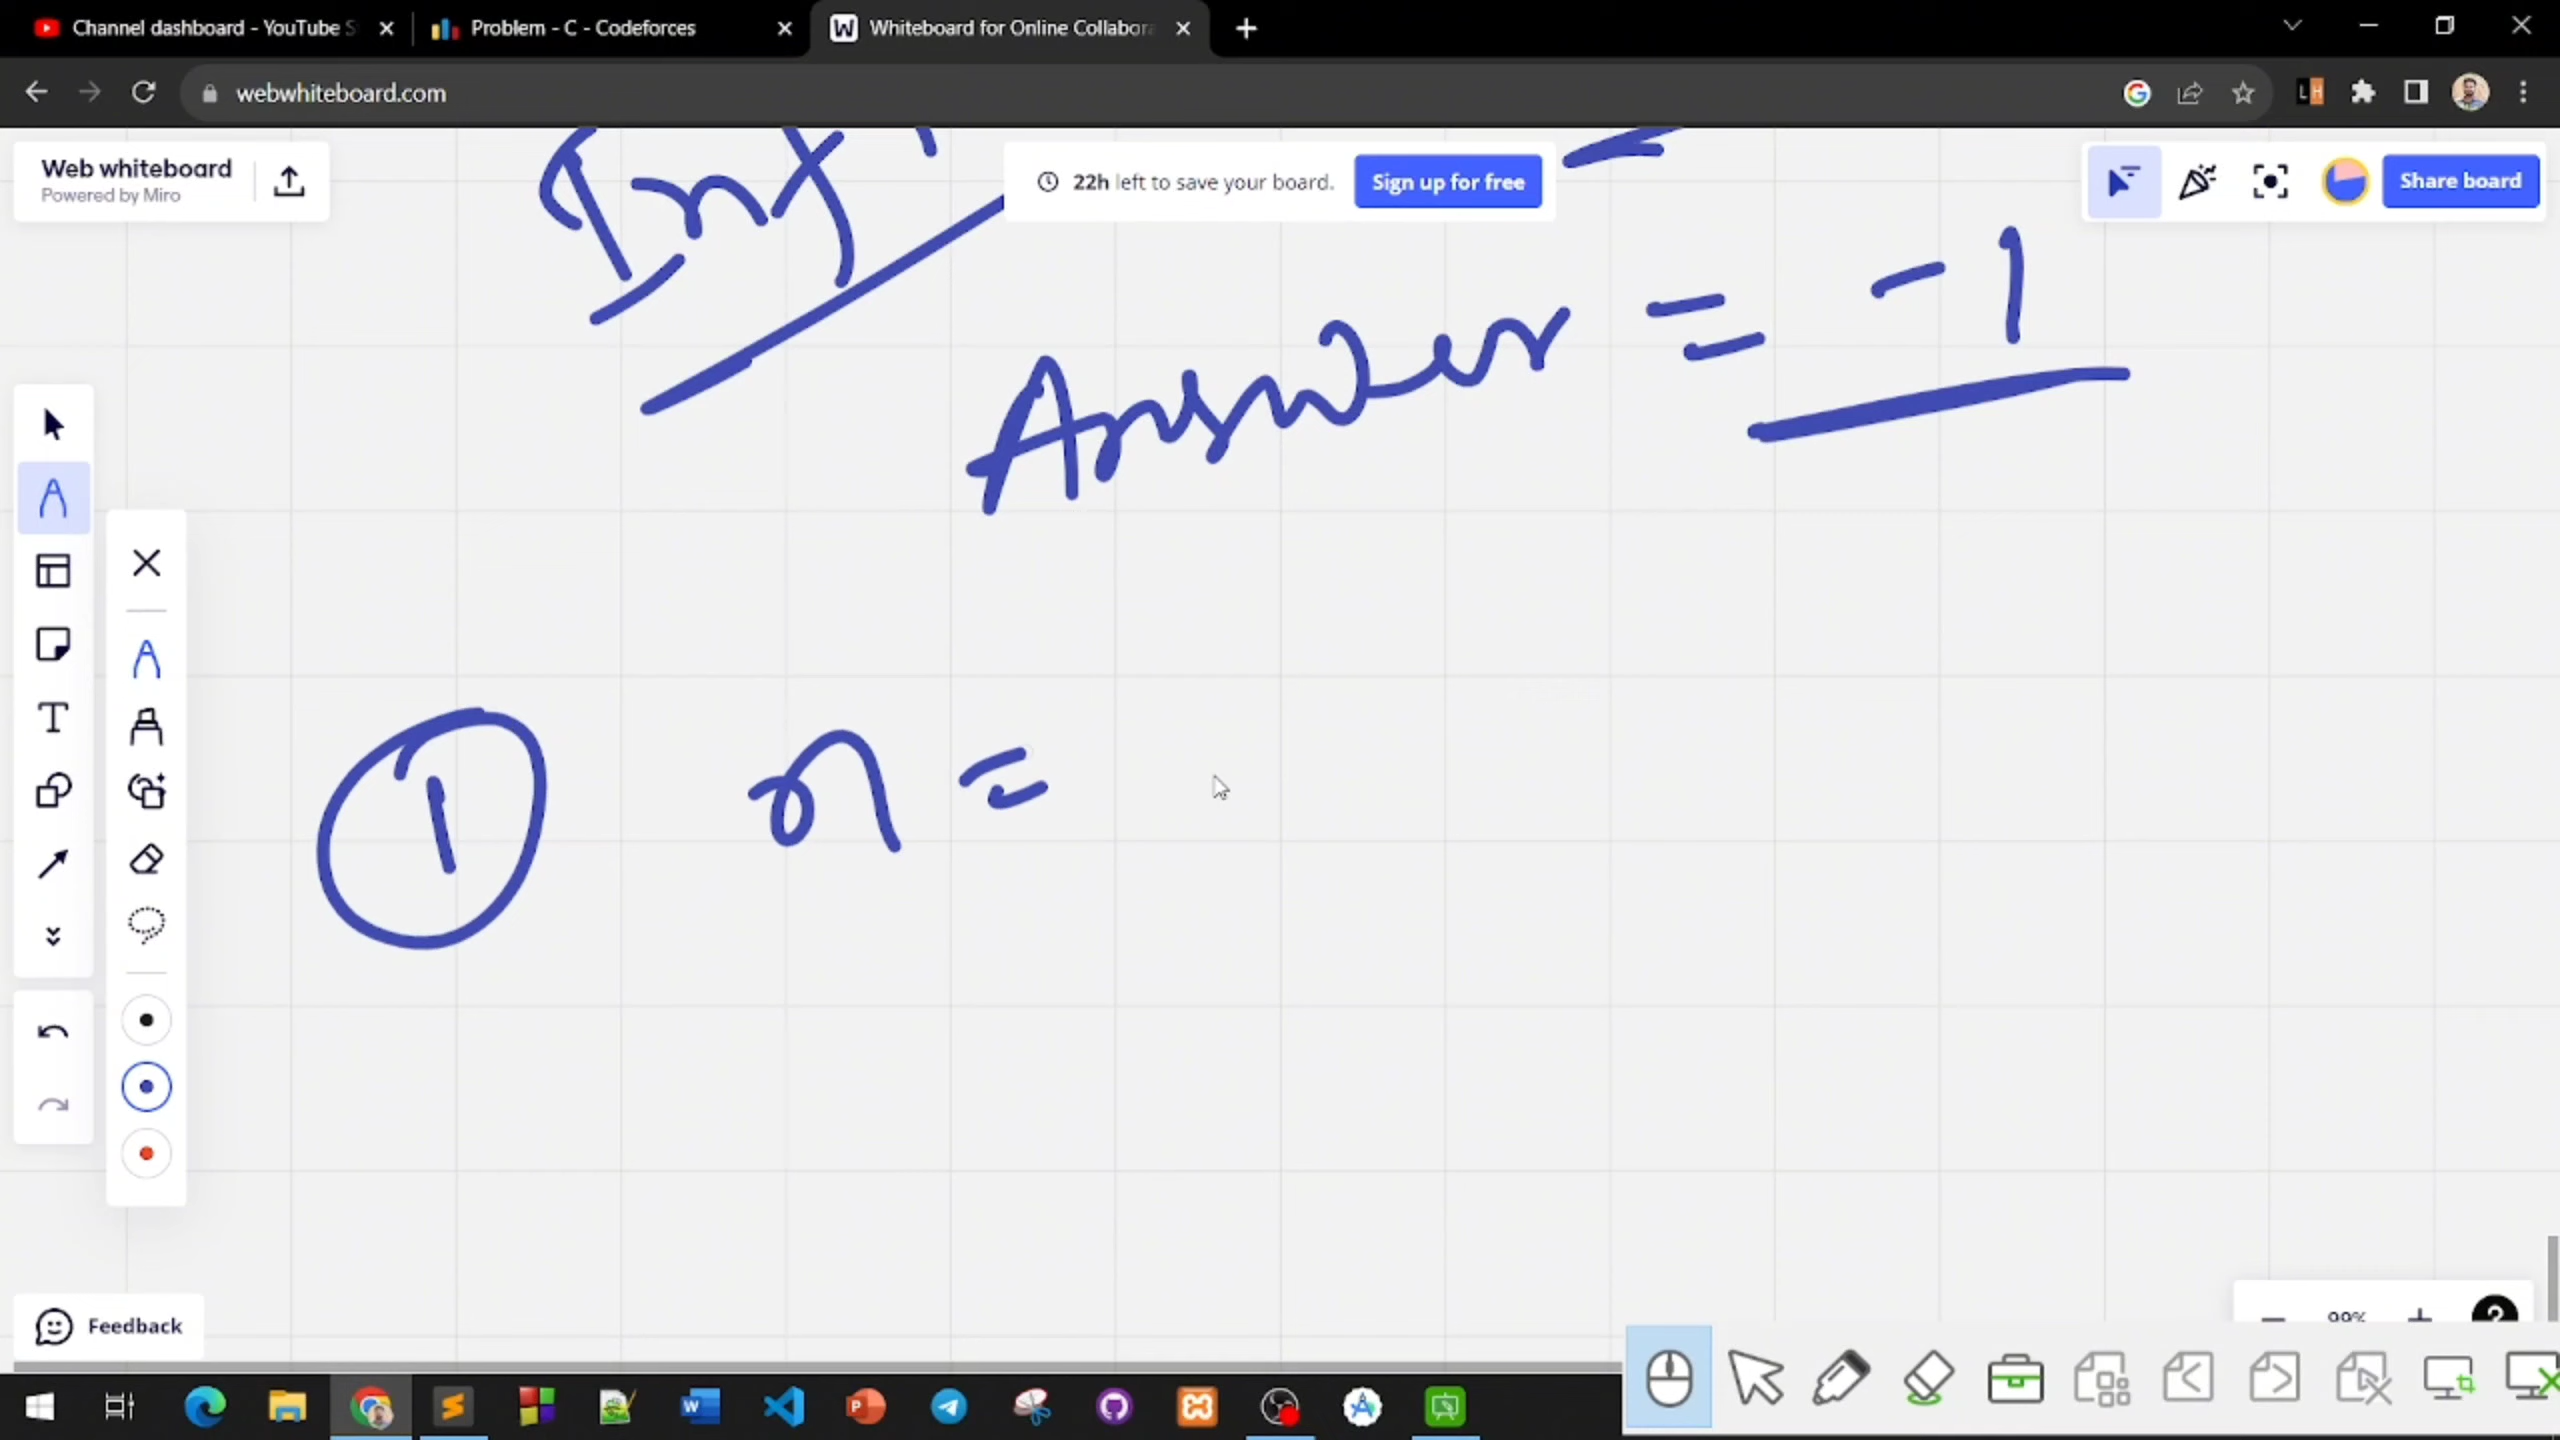 Channel dashboard - YouTube S
Problem - C - Codeforces
Whiteboard for Online Collabora
webwhiteboard.com
Web whiteboard
Powered by Miro
22h left to save your board.
Sign up for free
Share board
Answer = -1
1 n =
Feedback
99%